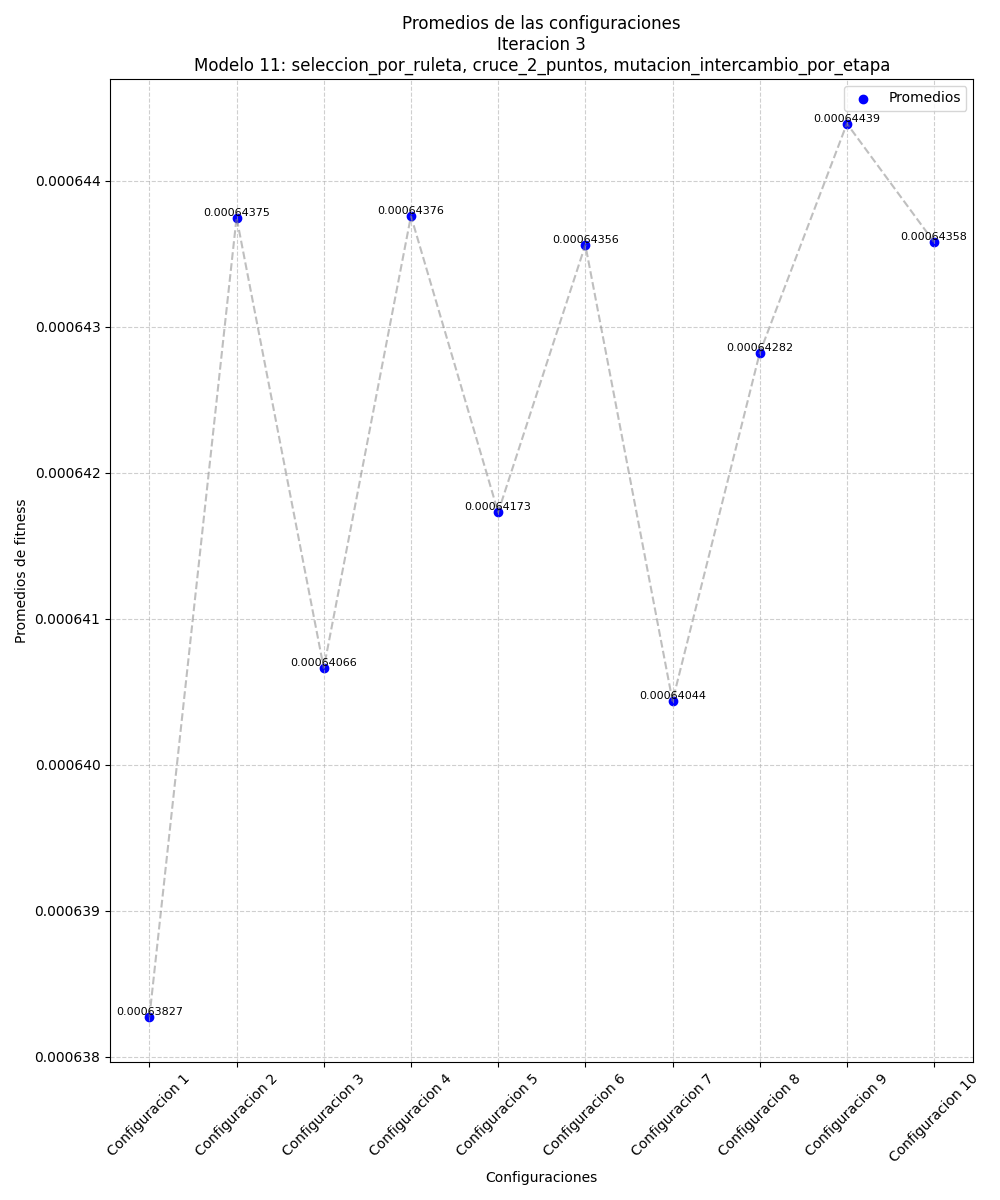 Promedios de las configuraciones
Iteracion 3
Modelo 11: seleccion_por_ruleta, cruce_2_puntos, mutacion_intercambio_por_etapa
Promedios
0.00064439
0.000644
0.00064375
0.00064376
0.00064356
0.00064358
0.000643
0.00064282
0.000642
0.00064173
0.000641
0.00064066
0.00064044
0.000640
0.000639
0.00063827
0.000638
Promedios de fitness
Configuracion 1
Configuracion 2
Configuracion 3
Configuracion 4
Configuracion 5
Configuracion 6
Configuracion 7
Configuracion 8
Configuracion 9
Configuracion 10
Configuraciones